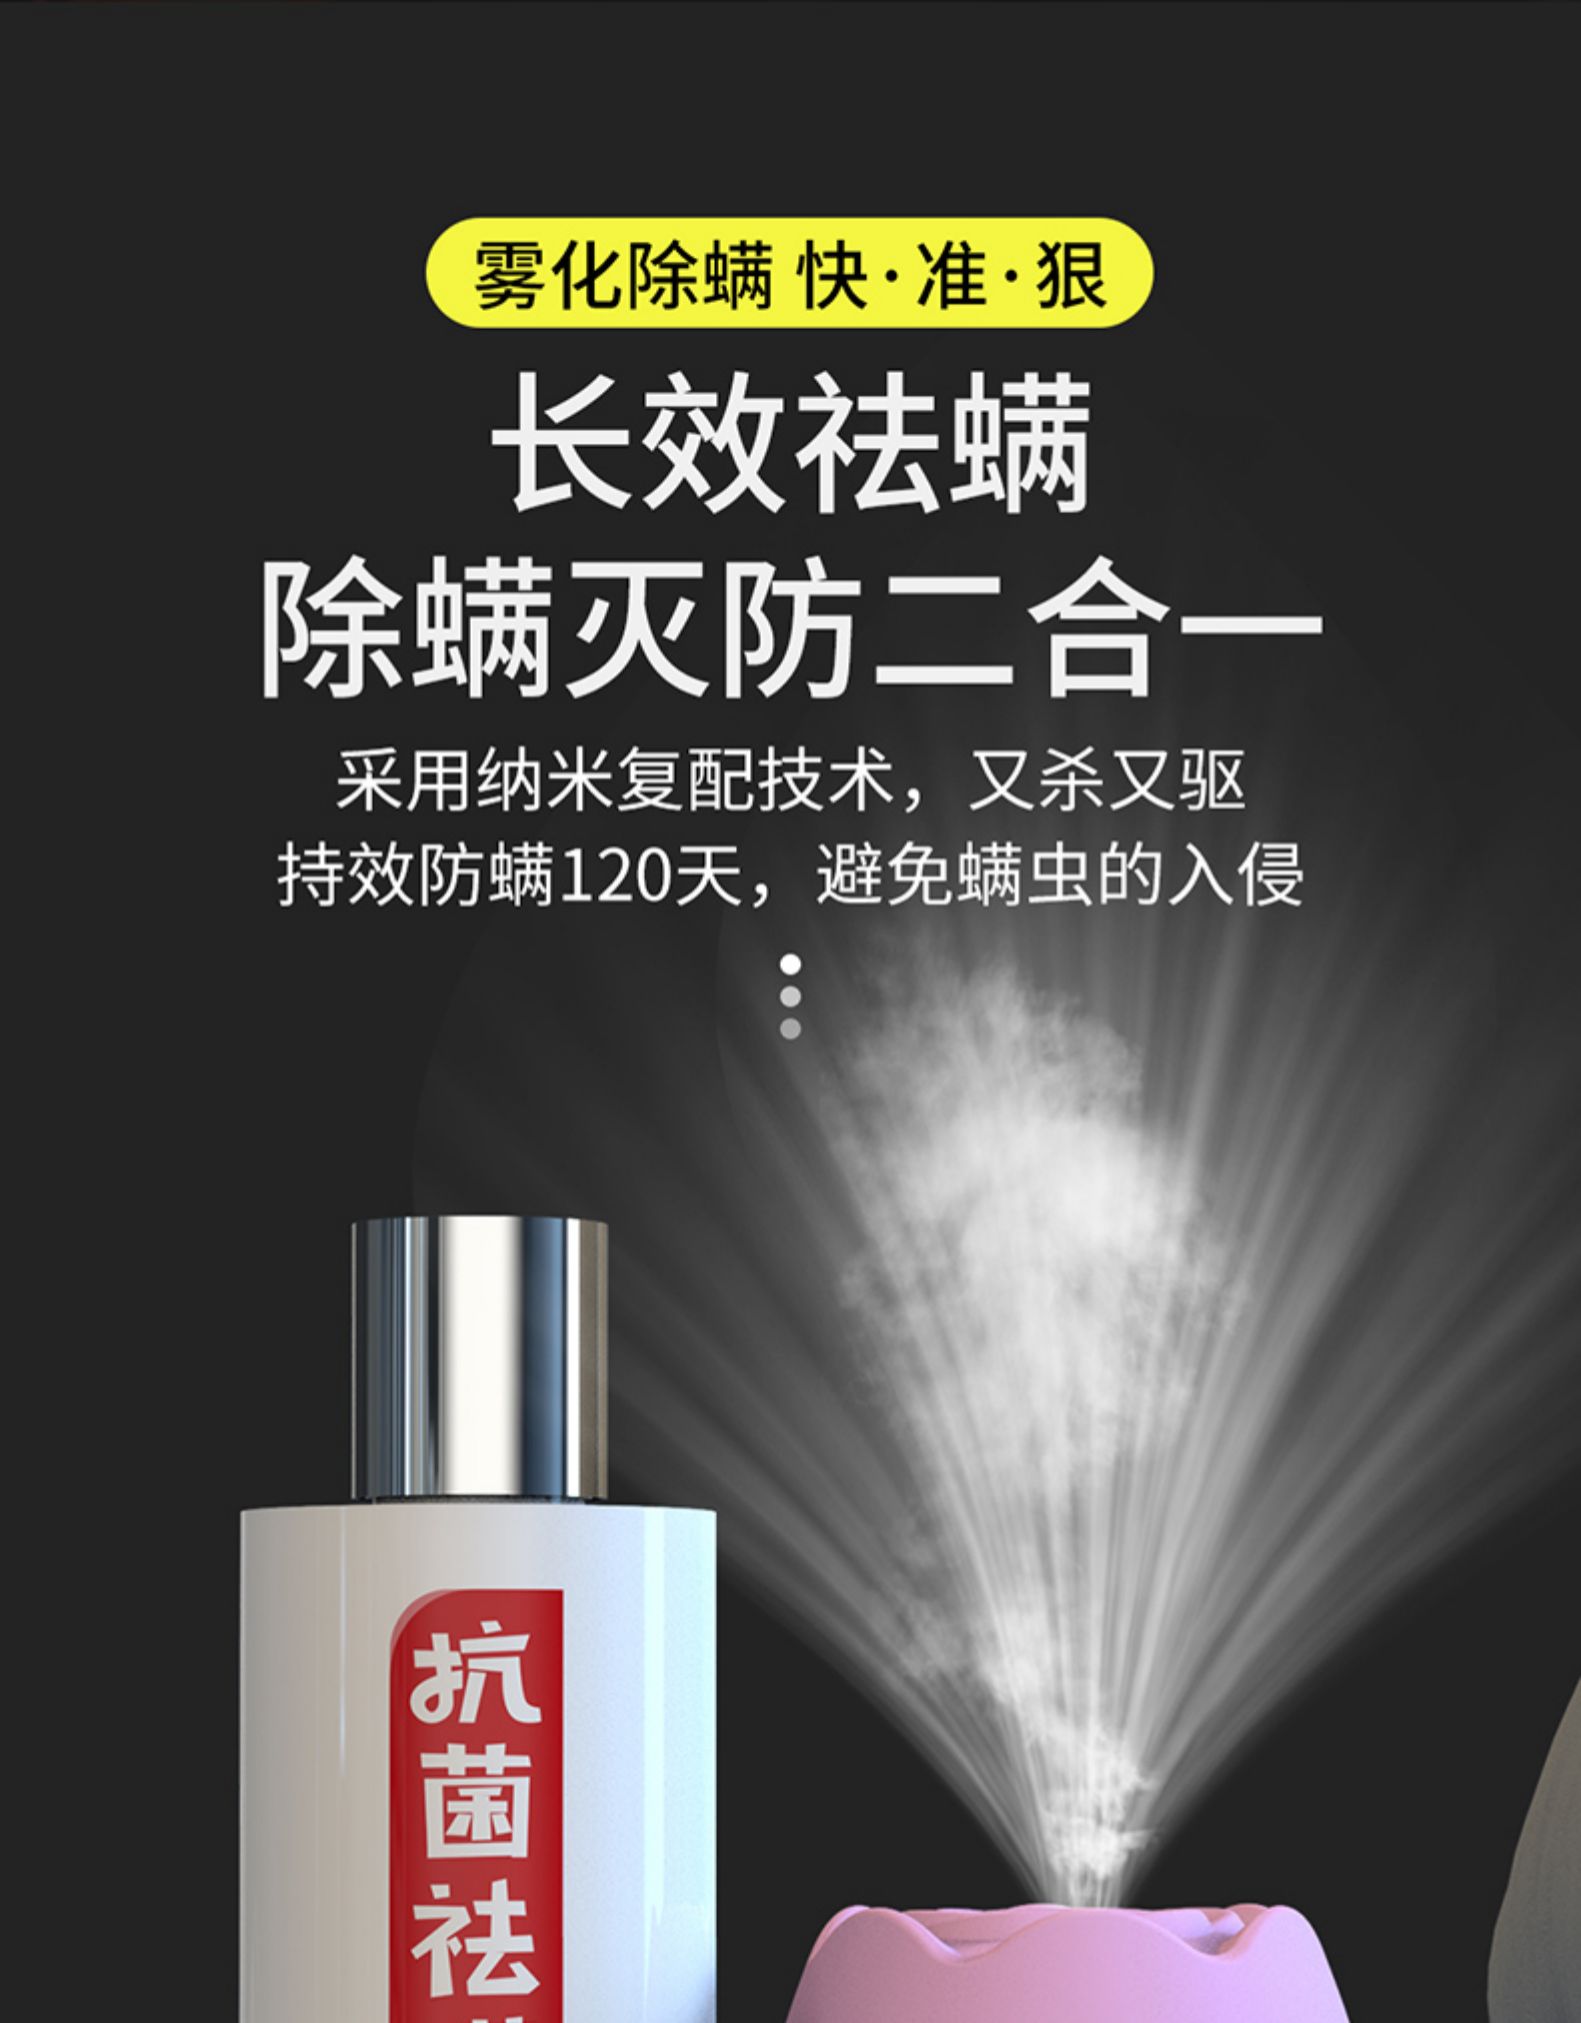 雾化除螨 快·准·狠
长效祛螨
除螨灭防二合一
采用纳米复配技术，又杀又驱
持效防螨120天，避免螨虫的入侵
抗菌祛